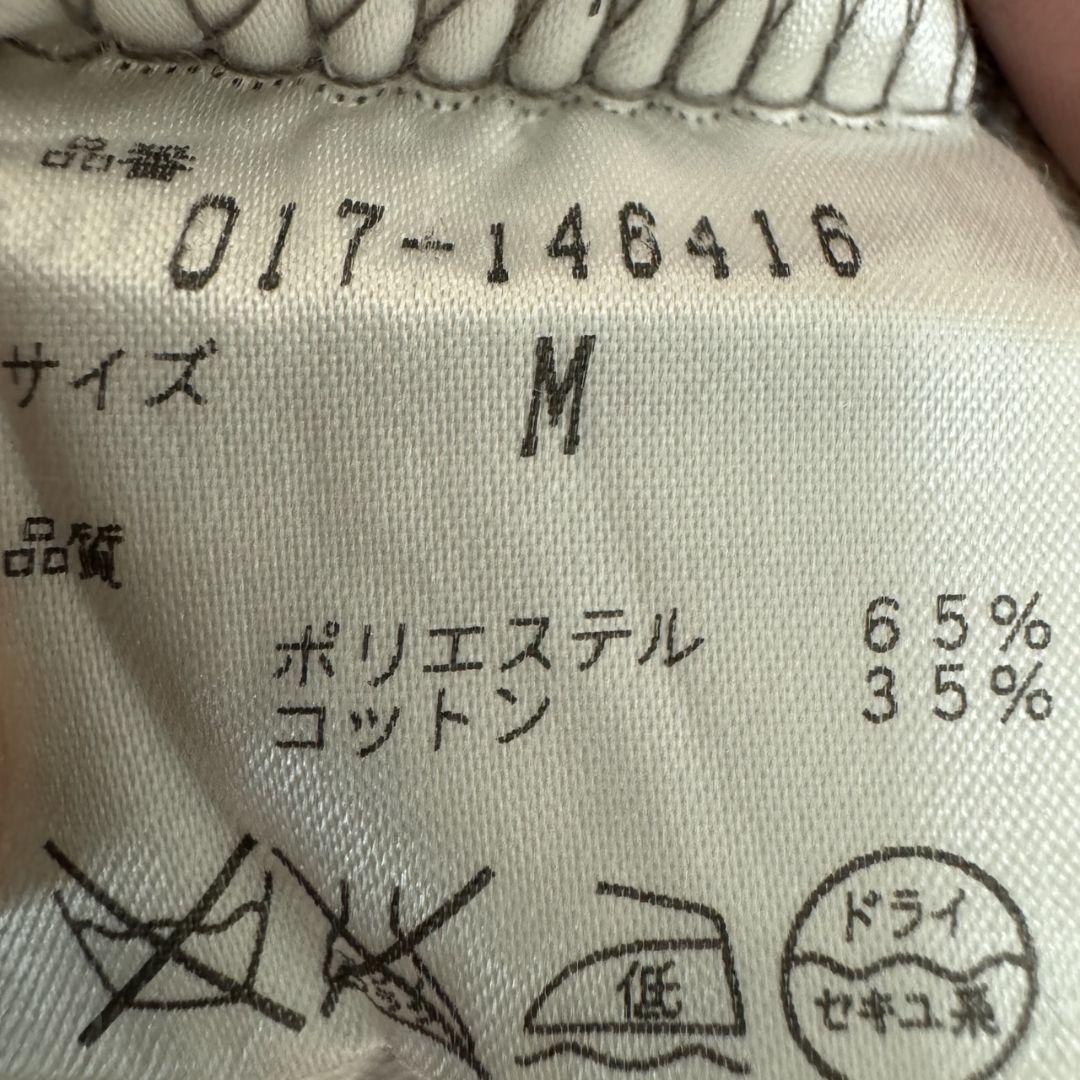 品番
017-146416
サイズ M
品質
ポリエステル 65%
コットン 35%
低
ドライ
セキユ系